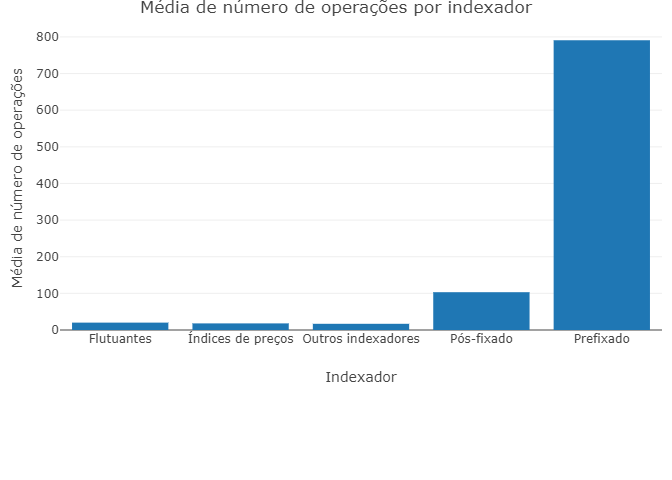 Média de número de operações por indexador
800
700
600
500
400
300
200
100
0
Média de número de operações
Flutuantes
Índices de preços
Outros indexadores
Pós-fixado
Prefixado
Indexador